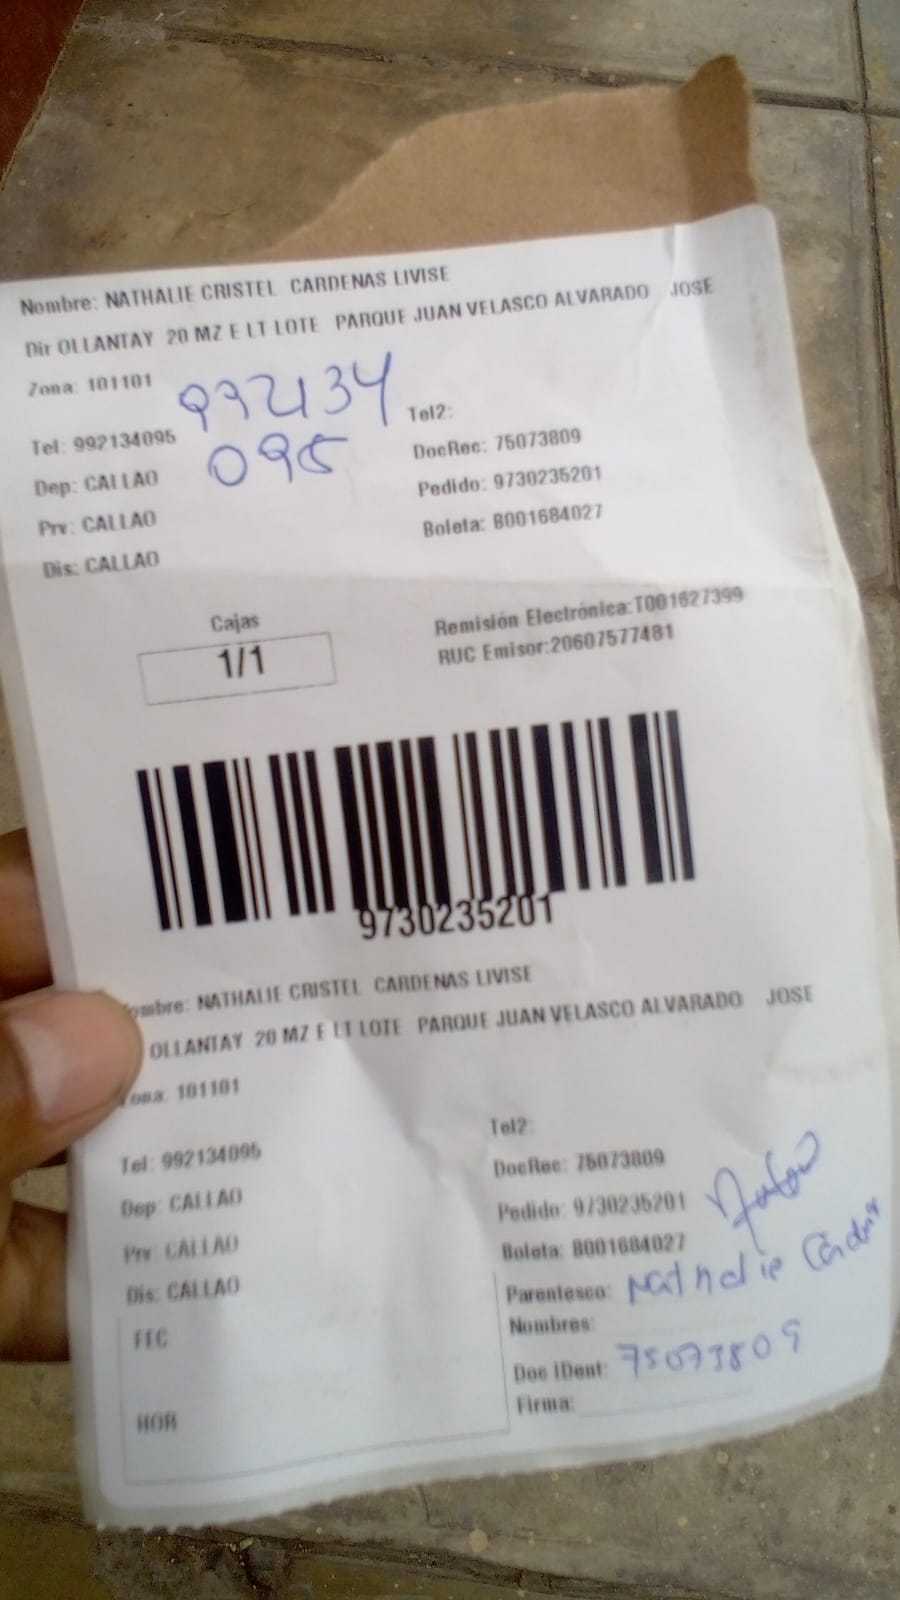 Nombre: NATHALIE CRISTEL CARDENAS LIVISE
Dir OLLANTAY 20 MZ E LT LOTE PARQUE JUAN VELASCO ALVARADO JOSE
Zona: 101101
992134
095
Tel: 992134095
Tel2:
Dep: CALLAO
DocRec: 75073809
Prv: CALLAO
Pedido: 9730235201
Dis: CALLAO
Boleta: B001684027
Cajas
1/1
Remisión Electrónica:T001627399
RUC Emisor:20607577481
9730235201
ombre: NATHALIE CRISTEL CARDENAS LIVISE
OLLANTAY 20 MZ E LT LOTE PARQUE JUAN VELASCO ALVARADO JOSE
Zona: 101101
Tel: 992134095
Tel2:
Dep: CALLAO
DocRec: 75073809
Prv: CALLAO
Pedido: 9730235201
Dis: CALLAO
Boleta: B001684027
Parentesco: Nathalie
Nombres:
Doc IDent: 75073809
Firma:
FEC
HOR